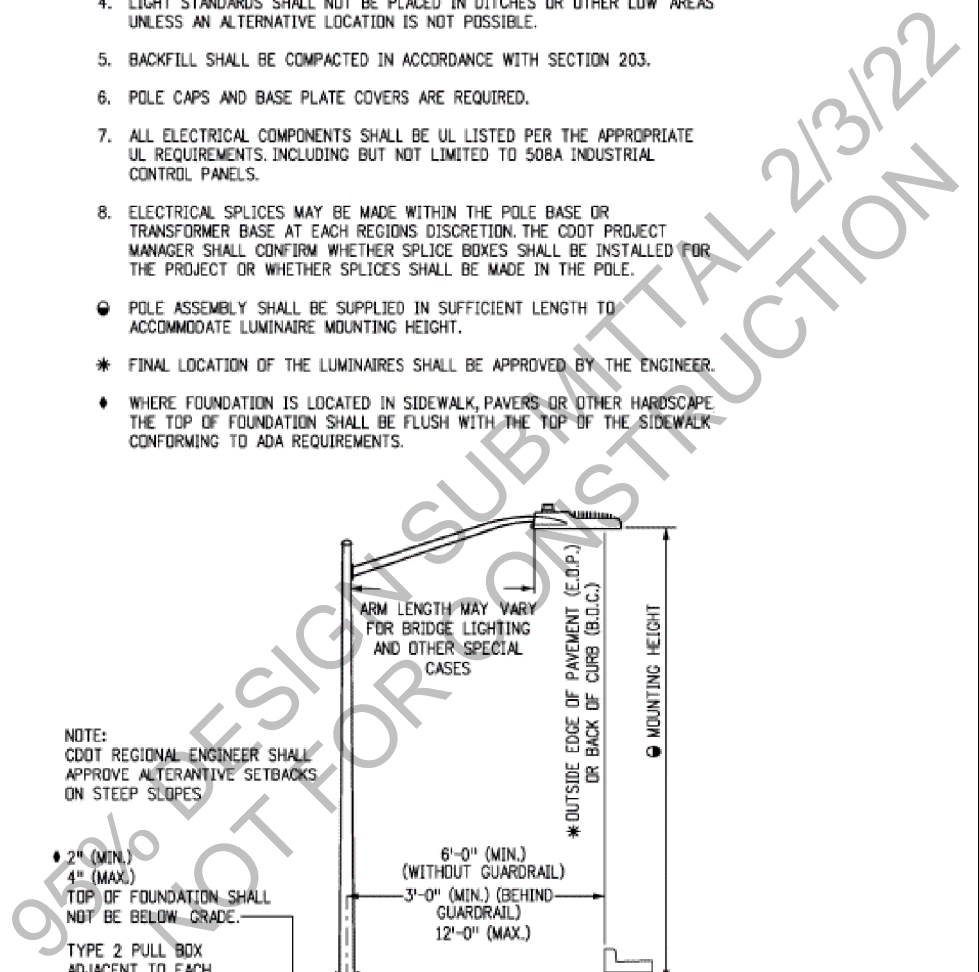 4. LIGHT STANDARDS SHALL NOT BE PLACED IN DITCHES OR OTHER LOW AREAS
UNLESS AN ALTERNATIVE LOCATION IS NOT POSSIBLE.
5. BACKFILL SHALL BE COMPACTED IN ACCORDANCE WITH SECTION 203.
6. POLE CAPS AND BASE PLATE COVERS ARE REQUIRED.
7. ALL ELECTRICAL COMPONENTS SHALL BE UL LISTED PER THE APPROPRIATE
UL REQUIREMENTS. INCLUDING BUT NOT LIMITED TO 508A INDUSTRIAL
CONTROL PANELS.
8. ELECTRICAL SPLICES MAY BE MADE WITHIN THE POLE BASE OR
TRANSFORMER BASE AT EACH REGIONS DISCRETION. THE CDOT PROJECT
MANAGER SHALL CONFIRM WHETHER SPLICE BOXES SHALL BE INSTALLED FOR
THE PROJECT OR WHETHER SPLICES SHALL BE MADE IN THE POLE.
◒ POLE ASSEMBLY SHALL BE SUPPLIED IN SUFFICIENT LENGTH TO
ACCOMMODATE LUMINAIRE MOUNTING HEIGHT.
* FINAL LOCATION OF THE LUMINAIRES SHALL BE APPROVED BY THE ENGINEER.
♦ WHERE FOUNDATION IS LOCATED IN SIDEWALK, PAVERS OR OTHER HARDSCAPE
THE TOP OF FOUNDATION SHALL BE FLUSH WITH THE TOP OF THE SIDEWALK
CONFORMING TO ADA REQUIREMENTS.
ARM LENGTH MAY VARY
FOR BRIDGE LIGHTING
AND OTHER SPECIAL
CASES
* OUTSIDE EDGE OF PAVEMENT (E.O.P.)
OR BACK OF CURB (B.O.C.)
◒ MOUNTING HEIGHT
NOTE:
CDOT REGIONAL ENGINEER SHALL
APPROVE ALTERANTIVE SETBACKS
ON STEEP SLOPES
♦ 2" (MIN.)
4" (MAX.)
TOP OF FOUNDATION SHALL
NOT BE BELOW GRADE.
6'-0" (MIN.)
(WITHOUT GUARDRAIL)
3'-0" (MIN.) (BEHIND
GUARDRAIL)
12'-0" (MAX.)
TYPE 2 PULL BOX
ADJACENT TO EACH
95% DESIGN SUBMITTAL 2/3/22
NOT FOR CONSTRUCTION